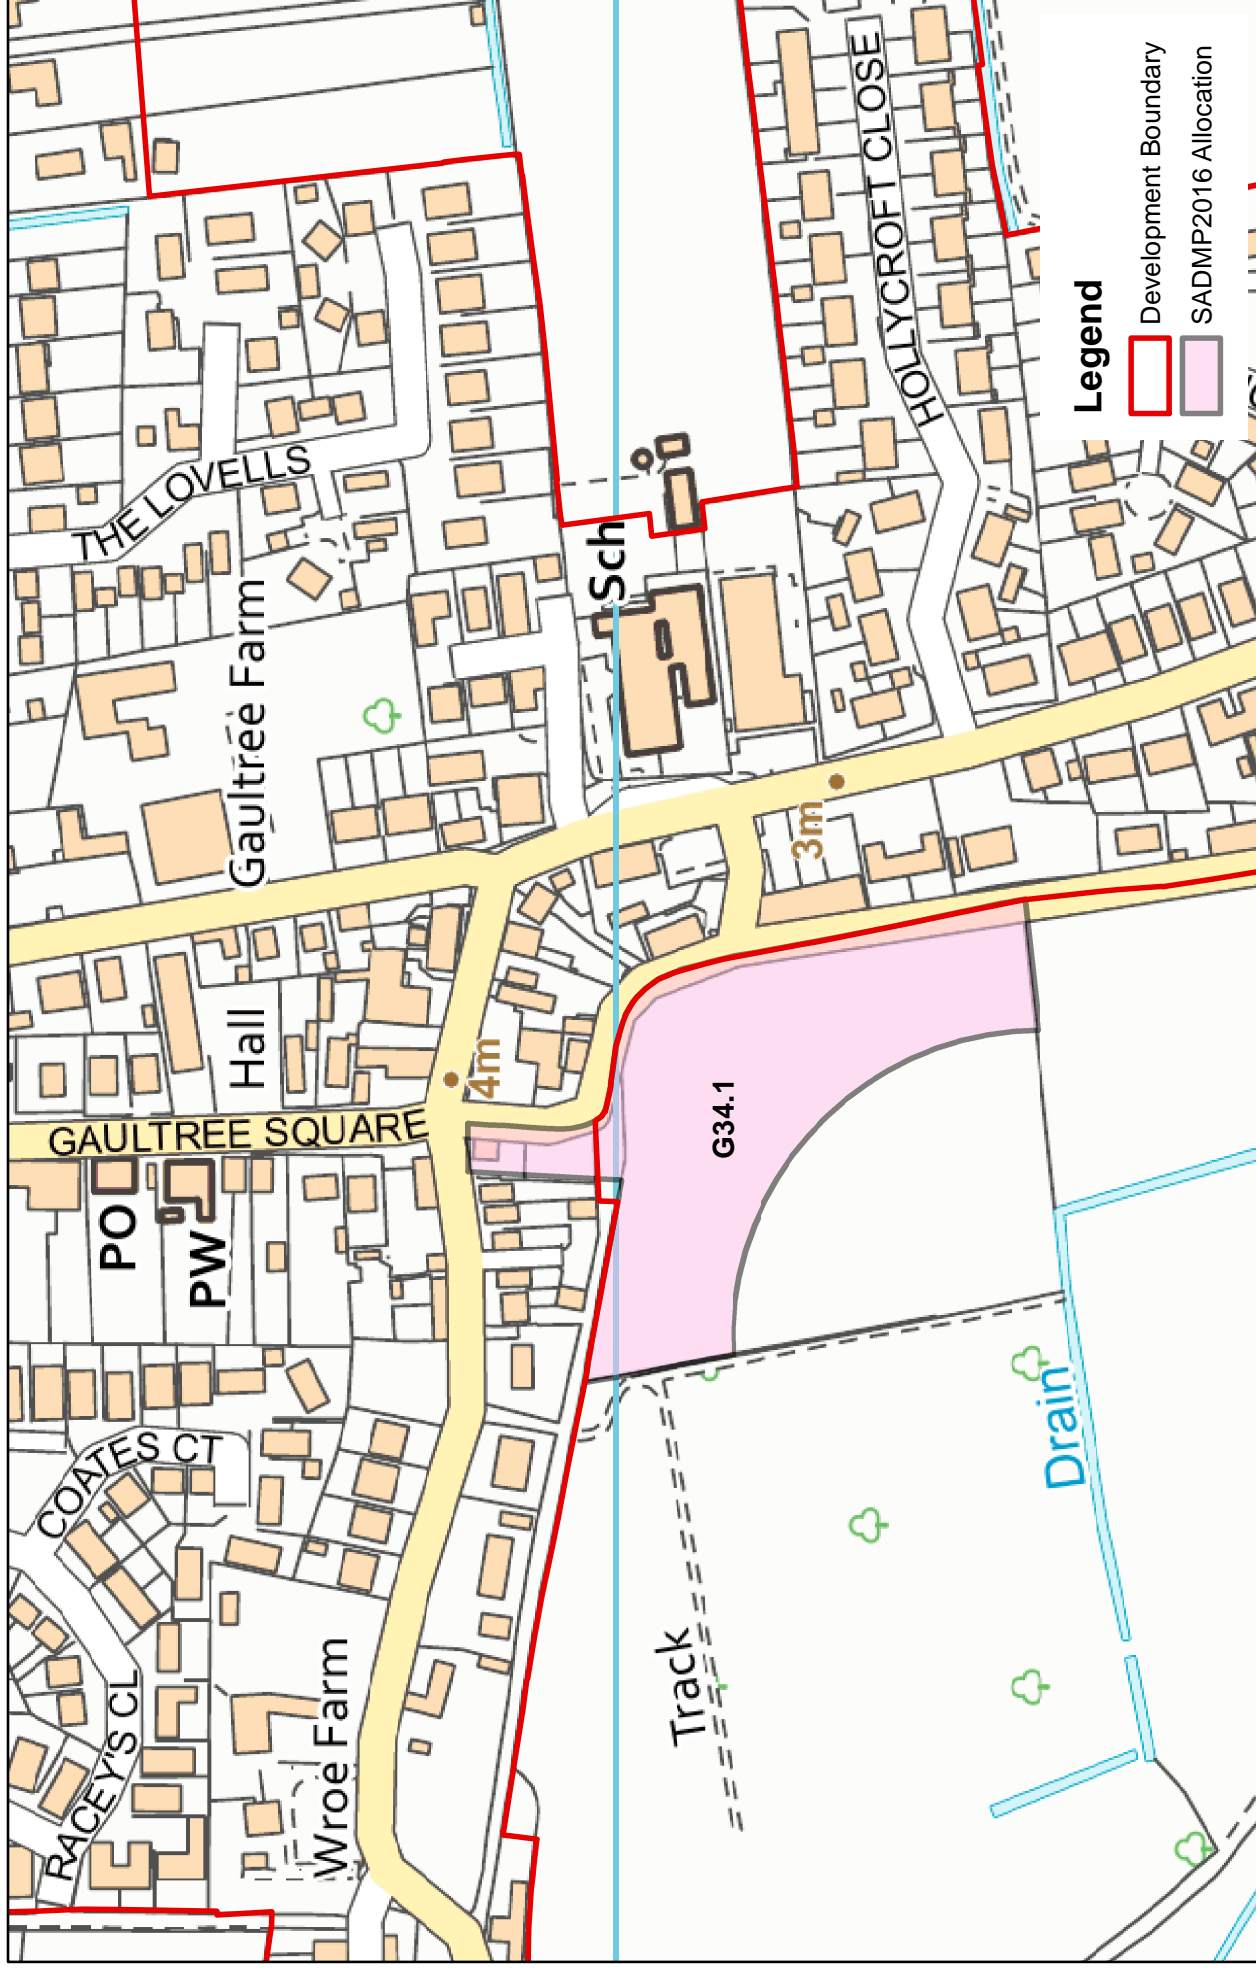 RACEY'S CL
COATES CT
PO
PW
GAULTREE SQUARE
Hall
Gaultree Farm
THE LOVELLS
Wroe Farm
4m
Sch
Track
G34.1
3m
HOLLYCROFT CLOSE
Drain
Legend
Development Boundary
SADMP2016 Allocation